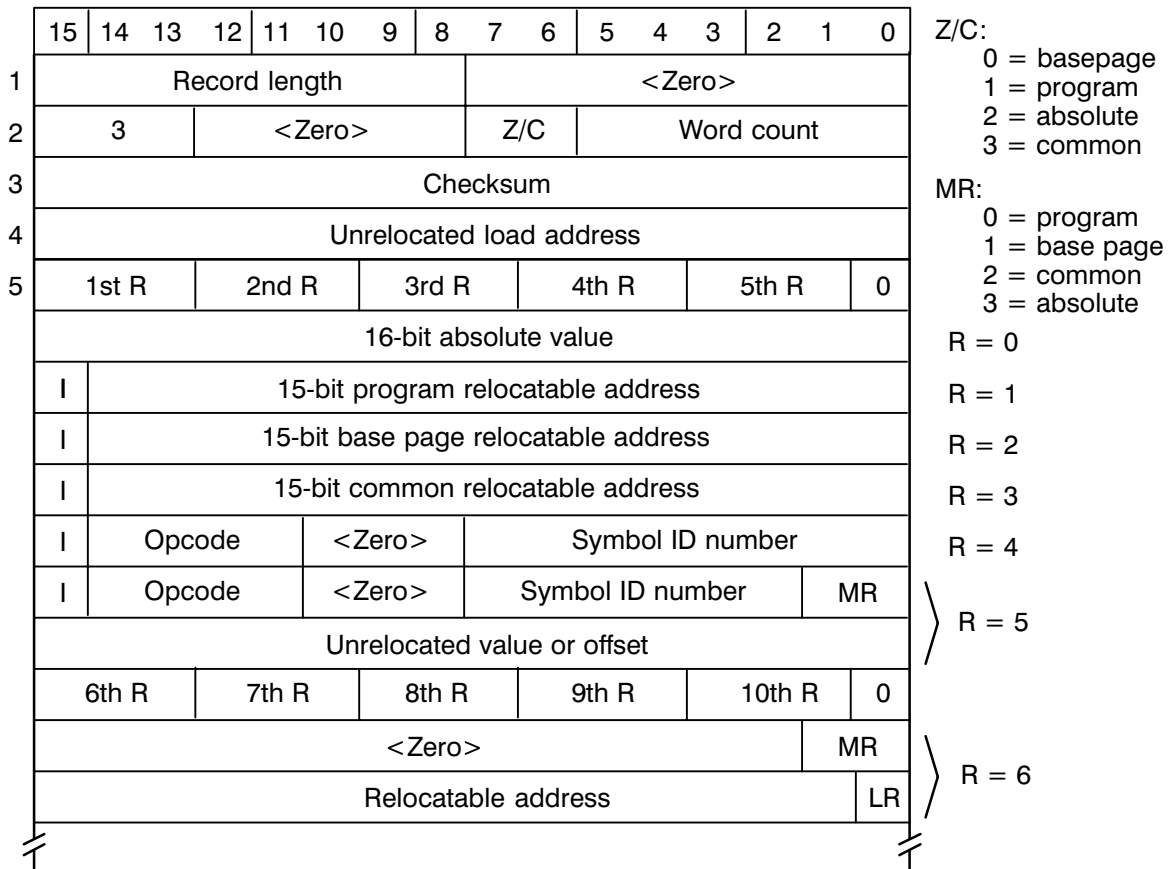 15 14 13 12 11 10 9 8 7 6 5 4 3 2 1 0
1 Record length <Zero>
2 3 <Zero> Z/C Word count
3 Checksum
4 Unrelocated load address
5 1st R 2nd R 3rd R 4th R 5th R 0
16-bit absolute value R = 0
I 15-bit program relocatable address R = 1
I 15-bit base page relocatable address R = 2
I 15-bit common relocatable address R = 3
I Opcode <Zero> Symbol ID number R = 4
I Opcode <Zero> Symbol ID number MR
R = 5
Unrelocated value or offset
6th R 7th R 8th R 9th R 10th R 0
<Zero> MR
R = 6
Relocatable address LR
Z/C:
0 = basepage
1 = program
2 = absolute
3 = common
MR:
0 = program
1 = base page
2 = common
3 = absolute